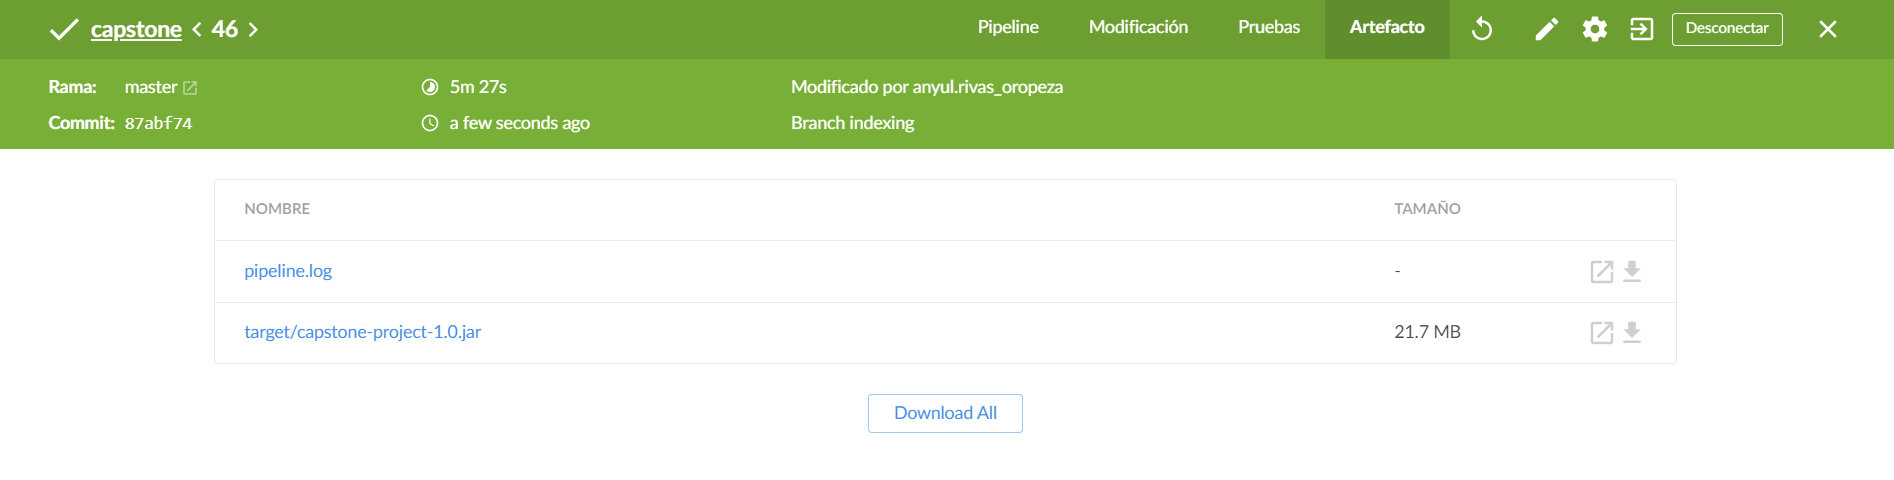 capstone < 46 > Pipeline Modificación Pruebas Artefacto Desconectar
Rama: master 5m 27s Modificado por anyul.rivas_oropeza
Commit: 87abf74 a few seconds ago Branch indexing
NOMBRE TAMAÑO
pipeline.log -
target/capstone-project-1.0.jar 21.7 MB
Download All